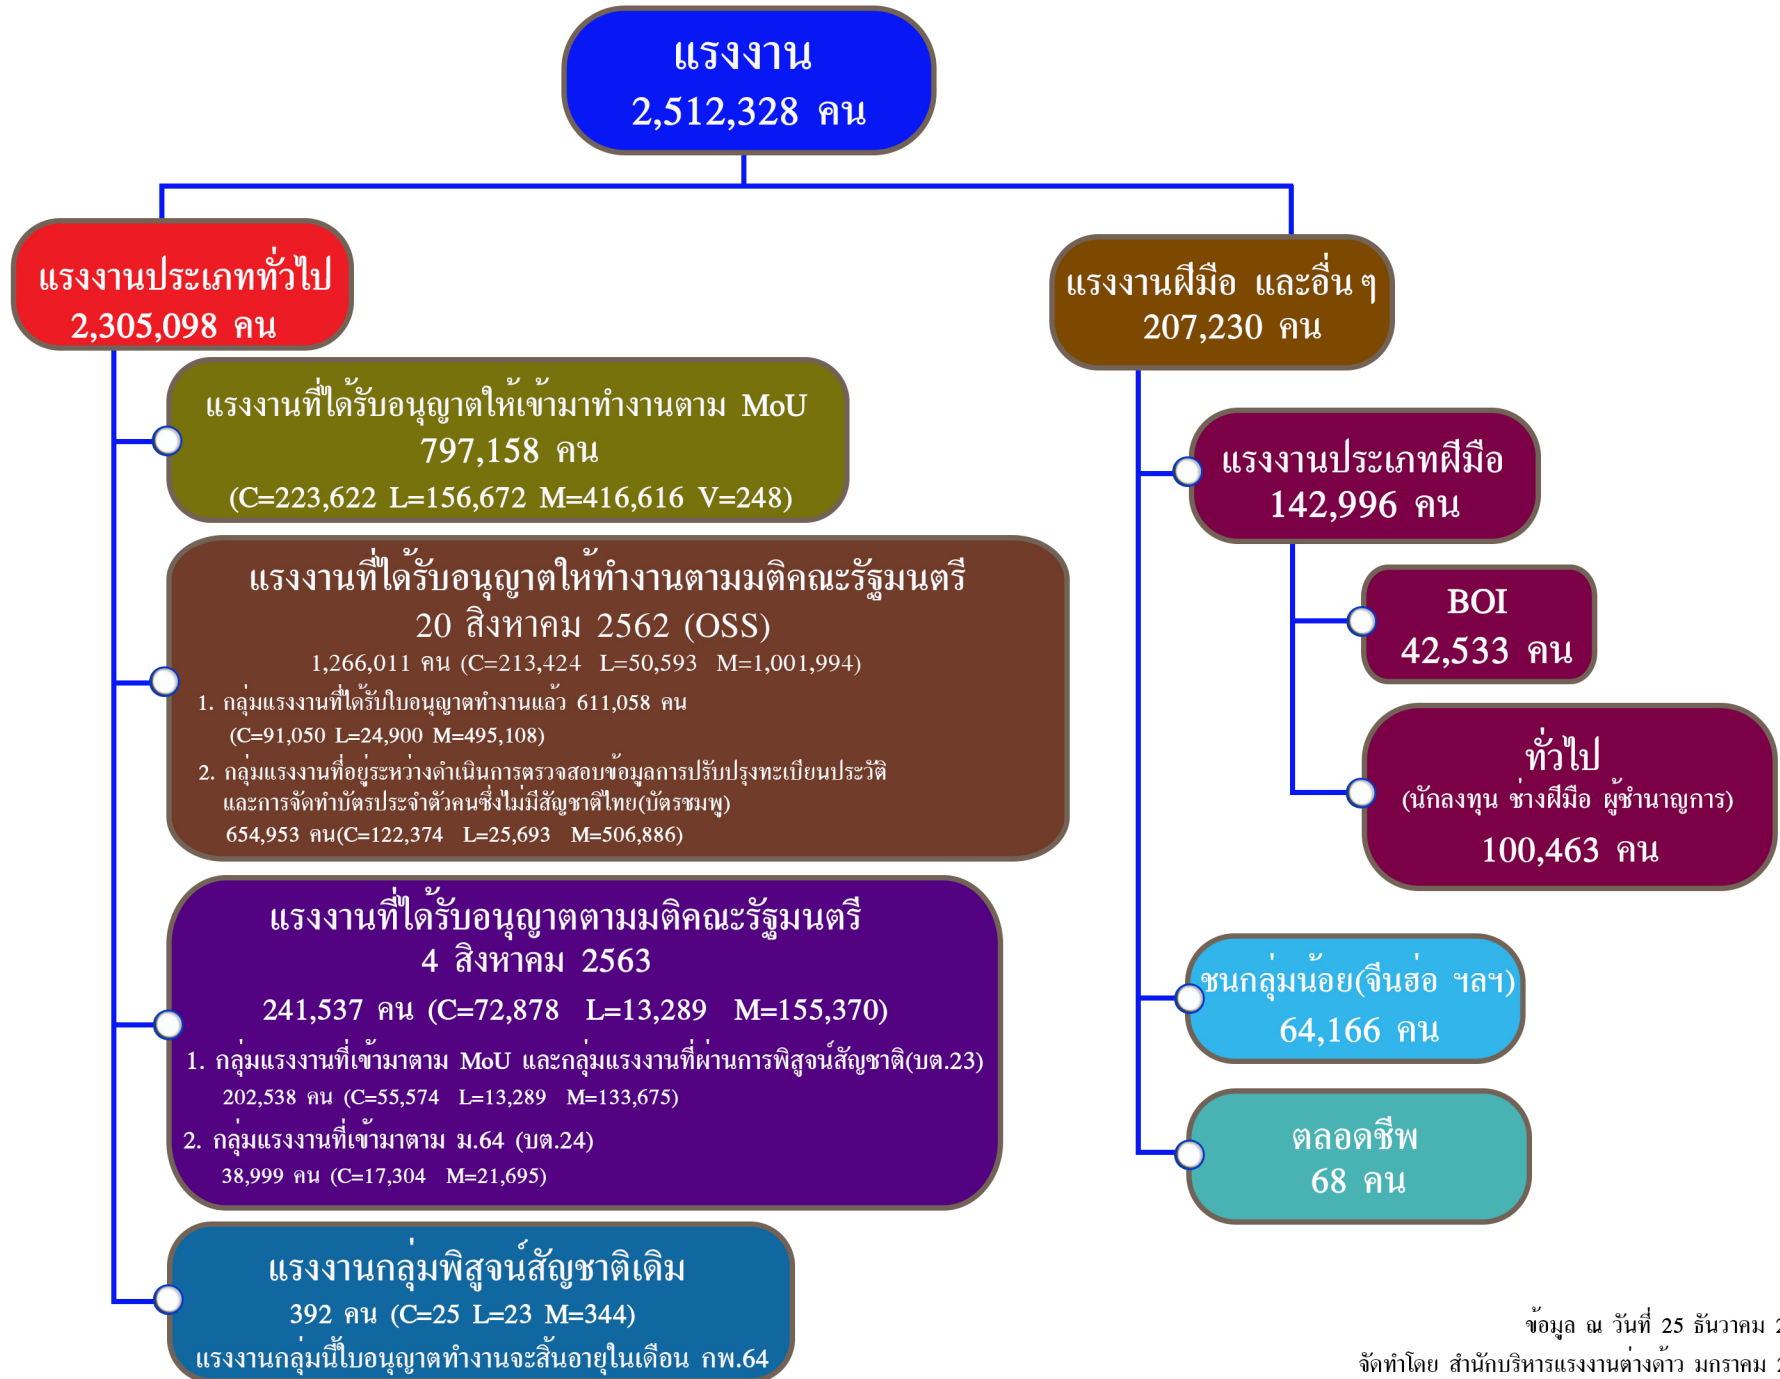 แรงงาน
2,512,328 คน
แรงงานประเภททั่วไป
2,305,098 คน
แรงงานที่ได้รับอนุญาตให้เข้ามาทำงานตาม MoU
797,158 คน
(C=223,622 L=156,672 M=416,616 V=248)
แรงงานที่ได้รับอนุญาตให้ทำงานตามมติคณะรัฐมนตรี
20 สิงหาคม 2562 (OSS)
1,266,011 คน (C=213,424 L=50,593 M=1,001,994)
1. กลุ่มแรงงานที่ได้รับใบอนุญาตทำงานแล้ว 611,058 คน
(C=91,050 L=24,900 M=495,108)
2. กลุ่มแรงงานที่อยู่ระหว่างดำเนินการตรวจสอบข้อมูลการปรับปรุงทะเบียนประวัติ
และการจัดทำบัตรประจำตัวคนซึ่งไม่มีสัญชาติไทย(บัตรชมพู)
654,953 คน(C=122,374 L=25,693 M=506,886)
แรงงานที่ได้รับอนุญาตตามมติคณะรัฐมนตรี
4 สิงหาคม 2563
241,537 คน (C=72,878 L=13,289 M=155,370)
1. กลุ่มแรงงานที่เข้ามาตาม MoU และกลุ่มแรงงานที่ผ่านการพิสูจน์สัญชาติ(บต.23)
202,538 คน (C=55,574 L=13,289 M=133,675)
2. กลุ่มแรงงานที่เข้ามาตาม ม.64 (บต.24)
38,999 คน (C=17,304 M=21,695)
แรงงานกลุ่มพิสูจน์สัญชาติเดิม
392 คน (C=25 L=23 M=344)
แรงงานกลุ่มนี้ใบอนุญาตทำงานจะสิ้นอายุในเดือน กพ.64
แรงงานฝีมือ และอื่น ๆ
207,230 คน
แรงงานประเภทฝีมือ
142,996 คน
BOI
42,533 คน
ทั่วไป
(นักลงทุน ช่างฝีมือ ผู้ชำนาญการ)
100,463 คน
ชนกลุ่มน้อย(จีนฮ่อ ฯลฯ)
64,166 คน
ตลอดชีพ
68 คน
ข้อมูล ณ วันที่ 25 ธันวาคม
จัดทำโดย สำนักบริหารแรงงานต่างด้าว มกราคม